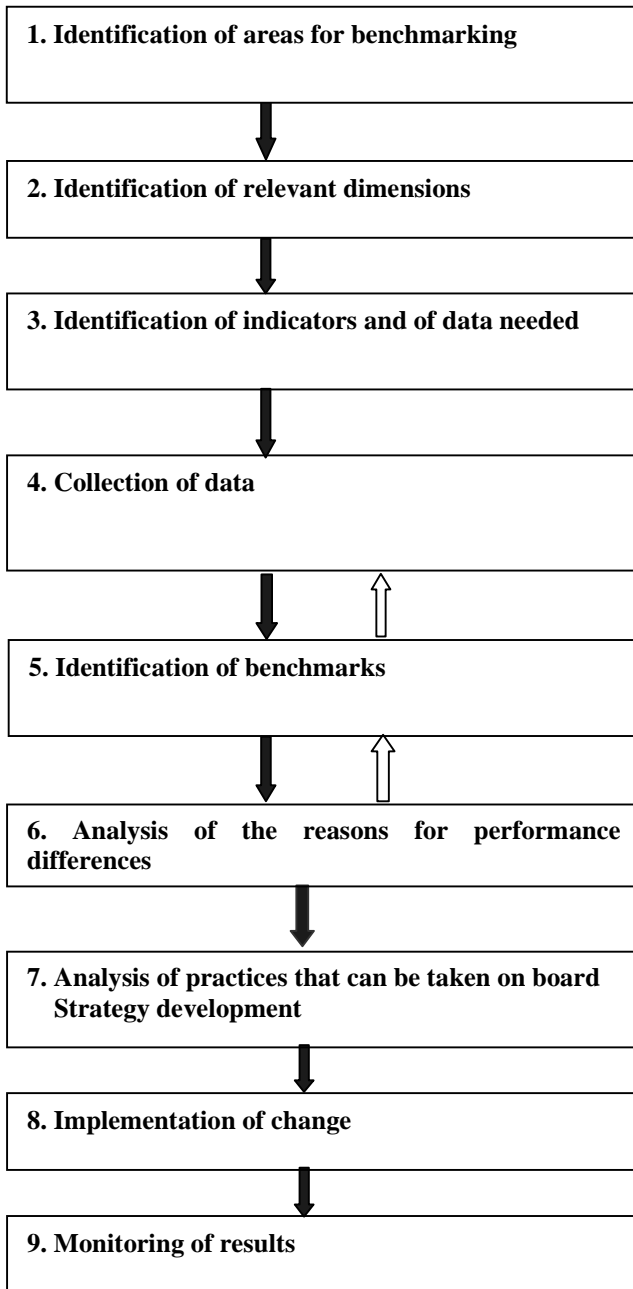 1. Identification of areas for benchmarking
2. Identification of relevant dimensions
3. Identification of indicators and of data needed
4. Collection of data
5. Identification of benchmarks
6. Analysis of the reasons for performance
differences
7. Analysis of practices that can be taken on board
Strategy development
8. Implementation of change
9. Monitoring of results